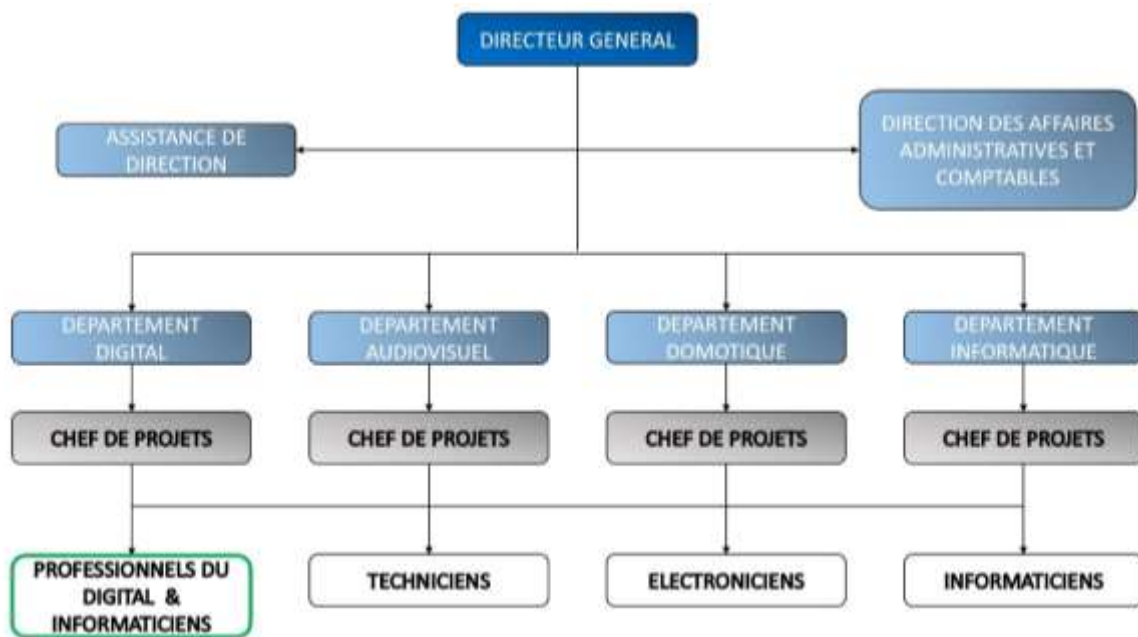 DIRECTEUR GENERAL
ASSISTANCE DE
DIRECTION
DIRECTION DES AFFAIRES
ADMINISTRATIVES ET
COMPTABLES
DEPARTEMENT
DIGITAL
DEPARTEMENT
AUDIOVISUEL
DEPARTEMENT
DOMOTIQUE
DEPARTEMENT
INFORMATIQUE
CHEF DE PROJETS
CHEF DE PROJETS
CHEF DE PROJETS
CHEF DE PROJETS
PROFESSIONNELS DU
DIGITAL &
INFORMATICIENS
TECHNICIENS
ELECTRONICIENS
INFORMATICIENS